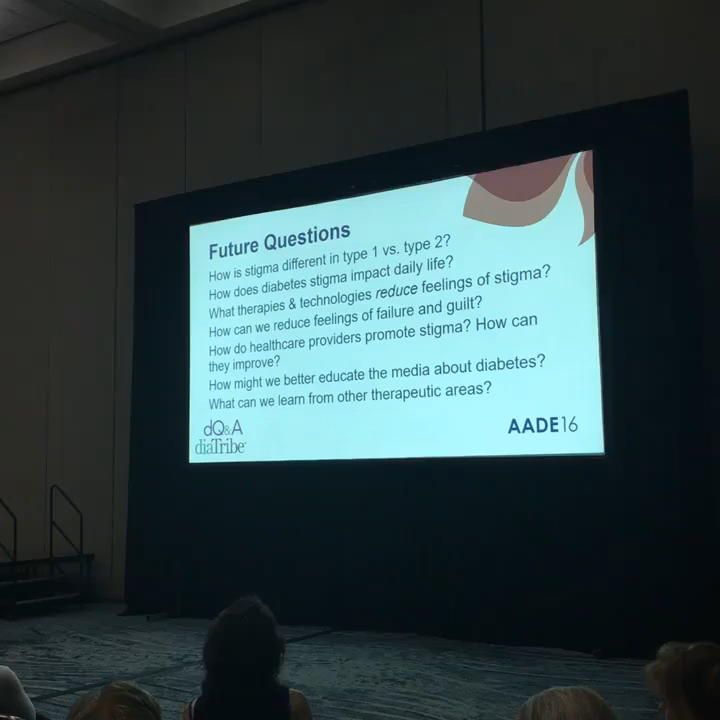 Future Questions
How is stigma different in type 1 vs. type 2?
How does diabetes stigma impact daily life?
What therapies & technologies reduce feelings of stigma?
How can we reduce feelings of failure and guilt?
How do healthcare providers promote stigma? How can
they improve?
How might we better educate the media about diabetes?
What can we learn from other therapeutic areas?
dQ&A
diaTribe
AADE16